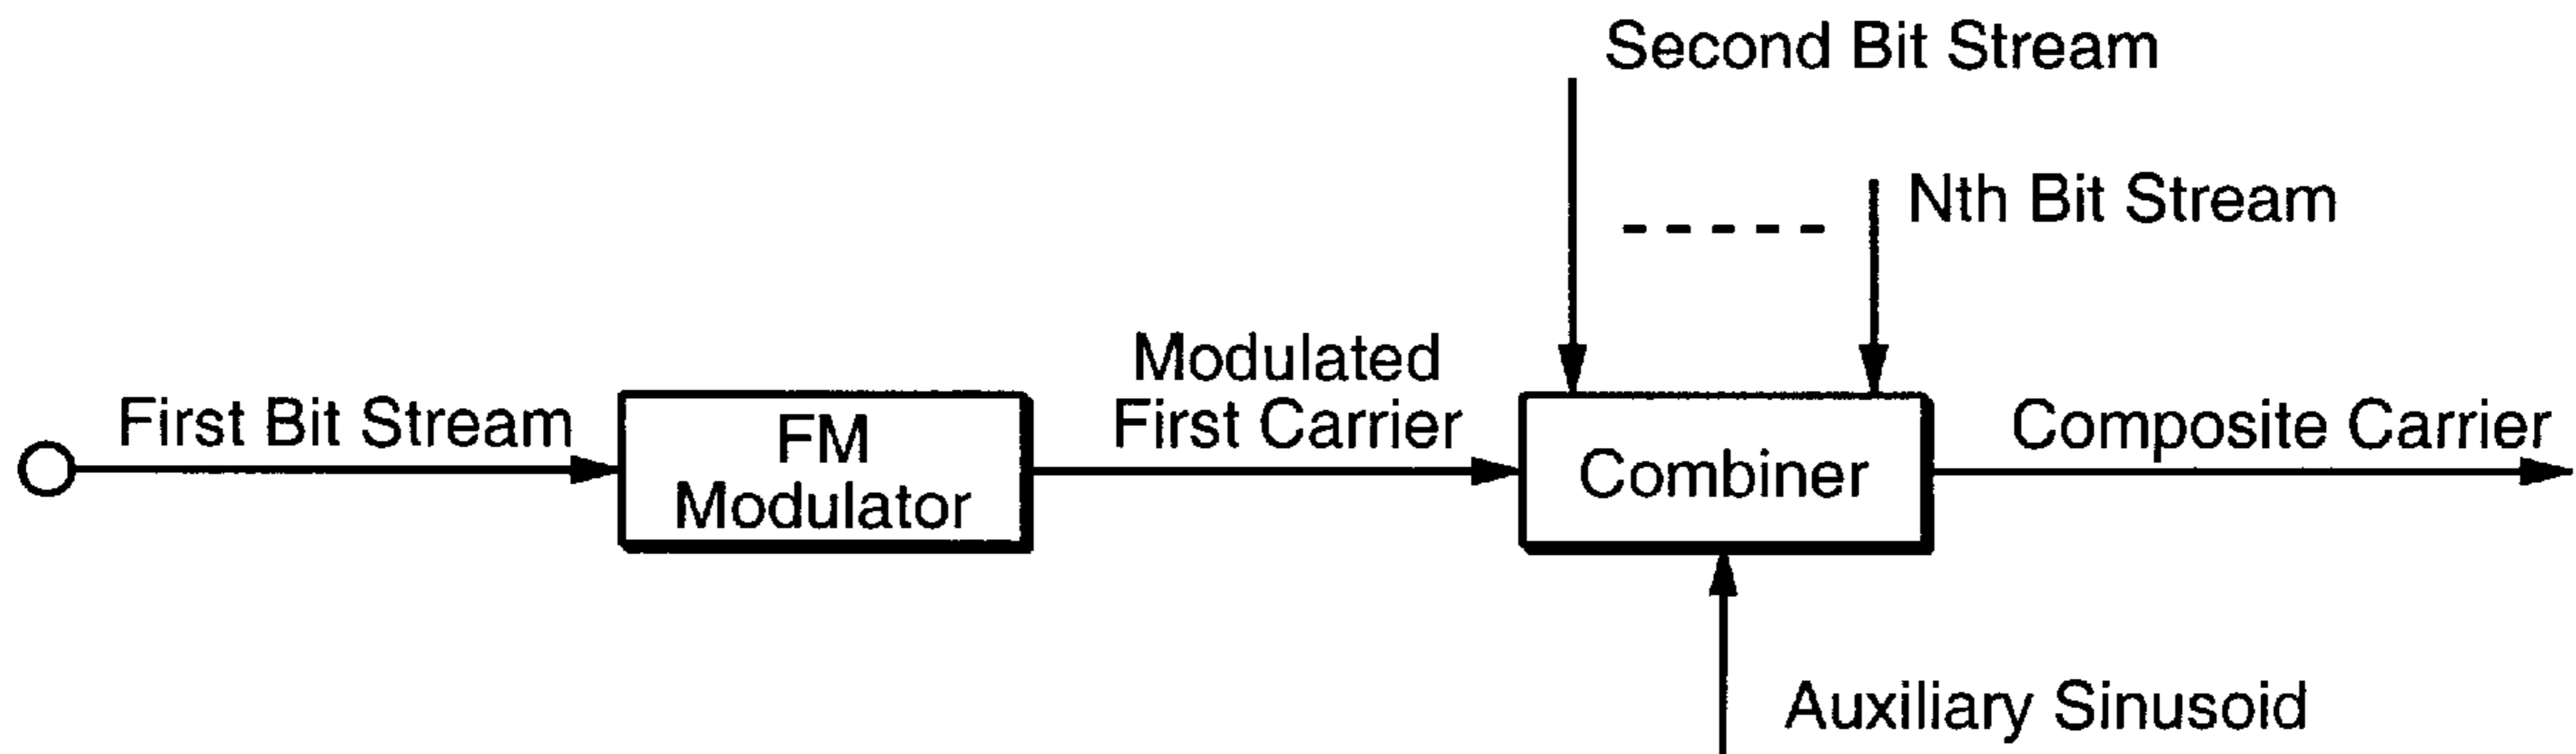 Second Bit Stream
Nth Bit Stream
First Bit Stream
FM
Modulator
Modulated
First Carrier
Combiner
Composite Carrier
Auxiliary Sinusoid